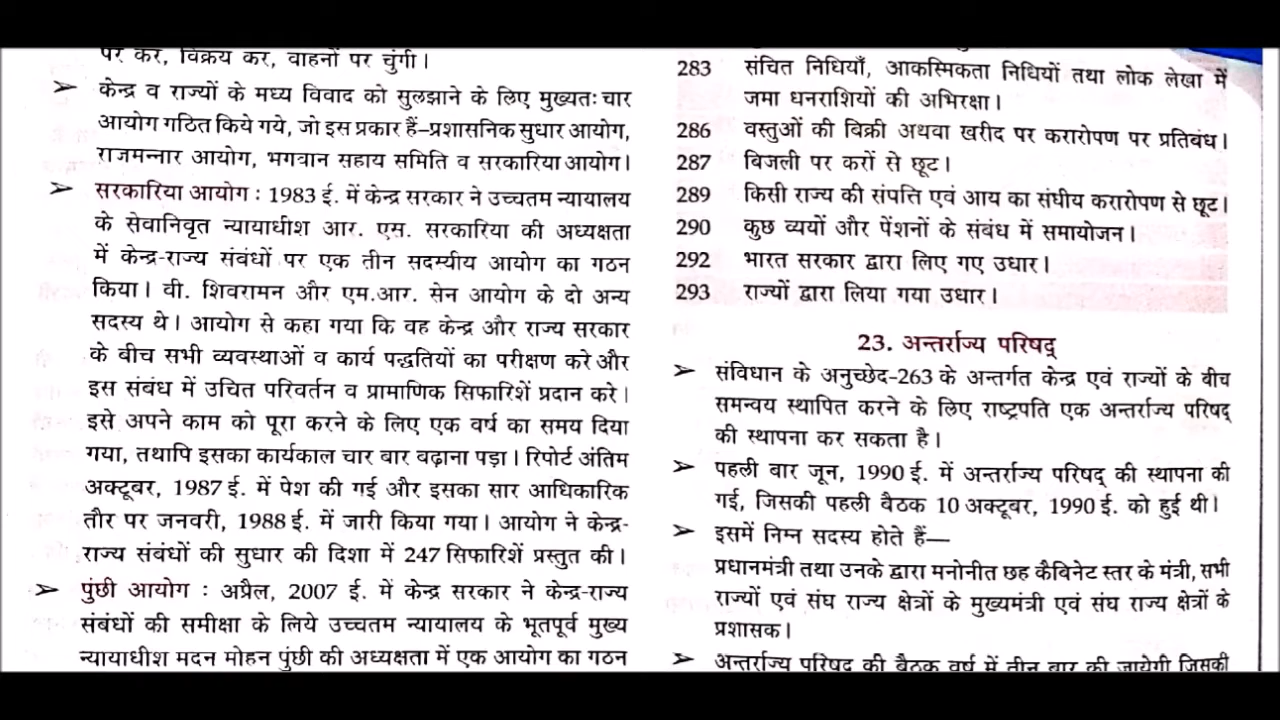 पर कर, विक्रय कर, वाहनों पर चुंगी।
➤ केन्द्र व राज्यों के मध्य विवाद को सुलझाने के लिए मुख्यतः चार
आयोग गठित किये गये, जो इस प्रकार हैं–प्रशासनिक सुधार आयोग,
राजमन्नार आयोग, भगवान सहाय समिति व सरकारिया आयोग।
➤ सरकारिया आयोग : 1983 ई. में केन्द्र सरकार ने उच्चतम न्यायालय
के सेवानिवृत न्यायाधीश आर. एस. सरकारिया की अध्यक्षता
में केन्द्र-राज्य संबंधों पर एक तीन सदस्यीय आयोग का गठन
किया। वी. शिवरामन और एम.आर. सेन आयोग के दो अन्य
सदस्य थे। आयोग से कहा गया कि वह केन्द्र और राज्य सरकार
के बीच सभी व्यवस्थाओं व कार्य पद्धतियों का परीक्षण करे और
इस संबंध में उचित परिवर्तन व प्रामाणिक सिफारिशें प्रदान करे।
इसे अपने काम को पूरा करने के लिए एक वर्ष का समय दिया
गया, तथापि इसका कार्यकाल चार बार बढ़ाना पड़ा। रिपोर्ट अंतिम
अक्टूबर, 1987 ई. में पेश की गई और इसका सार आधिकारिक
तौर पर जनवरी, 1988 ई. में जारी किया गया। आयोग ने केन्द्र-
राज्य संबंधों की सुधार की दिशा में 247 सिफारिशें प्रस्तुत की।
➤ पुंछी आयोग : अप्रैल, 2007 ई. में केन्द्र सरकार ने केन्द्र-राज्य
संबंधों की समीक्षा के लिये उच्चतम न्यायालय के भूतपूर्व मुख्य
न्यायाधीश मदन मोहन पुंछी की अध्यक्षता में एक आयोग का गठन
283 संचित निधियाँ, आकस्मिकता निधियों तथा लोक लेखा में
जमा धनराशियों की अभिरक्षा।
286 वस्तुओं की विक्री अथवा खरीद पर करारोपण पर प्रतिबंध।
287 बिजली पर करों से छूट।
289 किसी राज्य की संपत्ति एवं आय का संघीय करारोपण से छूट।
290 कुछ व्ययों और पेंशनों के संबंध में समायोजन।
292 भारत सरकार द्वारा लिए गए उधार।
293 राज्यों द्वारा लिया गया उधार।
23. अन्तर्राज्य परिषद्
➤ संविधान के अनुच्छेद-263 के अन्तर्गत केन्द्र एवं राज्यों के बीच
समन्वय स्थापित करने के लिए राष्ट्रपति एक अन्तर्राज्य परिषद्
की स्थापना कर सकता है।
➤ पहली बार जून, 1990 ई. में अन्तर्राज्य परिषद् की स्थापना की
गई, जिसकी पहली बैठक 10 अक्टूबर, 1990 ई. को हुई थी।
➤ इसमें निम्न सदस्य होते हैं—
प्रधानमंत्री तथा उनके द्वारा मनोनीत छह कैबिनेट स्तर के मंत्री, सभी
राज्यों एवं संघ राज्य क्षेत्रों के मुख्यमंत्री एवं संघ राज्य क्षेत्रों के
प्रशासक।
➤ अन्तर्राज्य परिषद् की बैठक वर्ष में तीन बार की जायेगी जिसकी